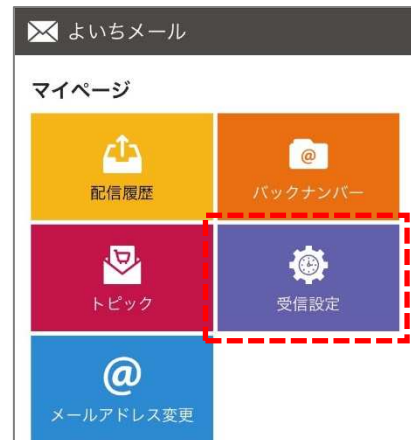 よいちメール
マイページ
配信履歴
バックナンバー
トピック
受信設定
メールアドレス変更